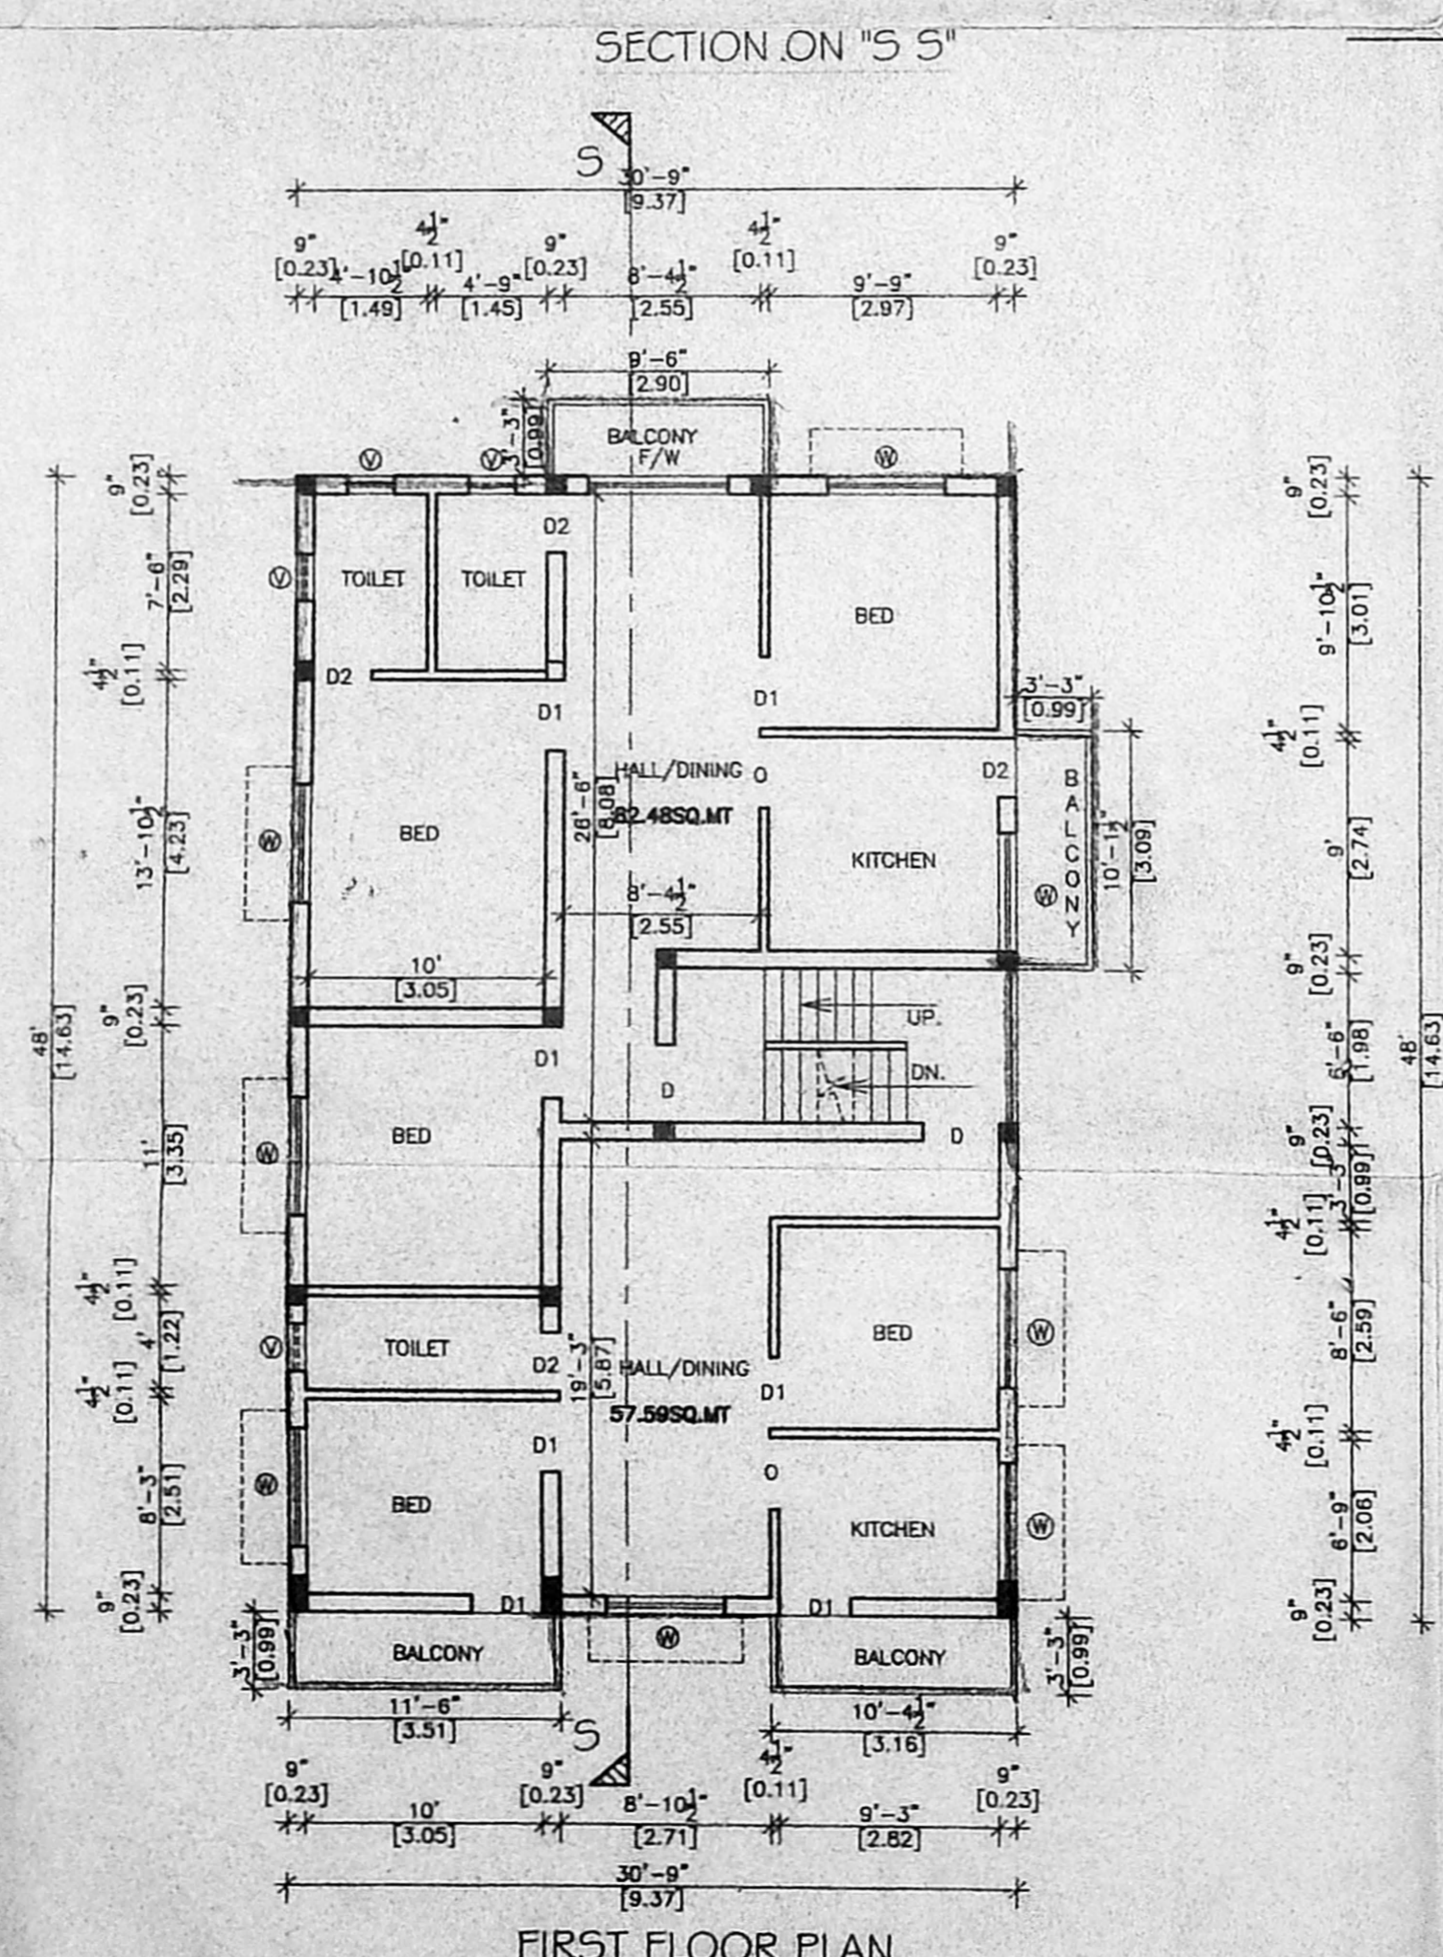 SECTION ON "S S"
S
30'-9"
[9.37]
9"
[0.23]
4'-10½"
[1.49]
4½"
[0.11]
4'-9"
[1.45]
9"
[0.23]
8'-4½"
[2.55]
4½"
[0.11]
9'-9"
[2.97]
9"
[0.23]
9'-6"
[2.90]
3'-3"
[0.99]
BALCONY
F/W
V
V
W
9"
[0.23]
D2
9"
[0.23]
7'-6"
[2.29]
V
TOILET
TOILET
BED
9'-10½"
[3.01]
4½"
[0.11]
D2
D1
D1
3'-3"
[0.99]
4½"
[0.11]
HALL/DINING
O
D2
BALCONY
62.48SQ.MT
26'-6"
[8.08]
13'-10½"
[4.23]
W
BED
KITCHEN
W
10'-1½"
[3.09]
9'
[2.74]
8'-4½"
[2.55]
10'
[3.05]
9"
[0.23]
9"
[0.23]
48'
[14.63]
UP.
DN.
D1
D
6'-6"
[1.98]
48'
[14.63]
11'
[3.35]
W
BED
D
9"
[0.23]
3'-3"
[0.99]
4½"
[0.11]
4½"
[0.11]
4'
[1.22]
V
TOILET
D2
19'-3"
[5.87]
HALL/DINING
57.59SQ.MT
BED
D1
W
8'-6"
[2.59]
4½"
[0.11]
D1
O
4½"
[0.11]
8'-3"
[2.51]
W
BED
KITCHEN
W
6'-9"
[2.06]
9"
[0.23]
D1
D1
9"
[0.23]
3'-3"
[0.99]
BALCONY
W
BALCONY
3'-3"
[0.99]
11'-6"
[3.51]
S
10'-4½"
[3.16]
9"
[0.23]
10'
[3.05]
9"
[0.23]
8'-10½"
[2.71]
4½"
[0.11]
9'-3"
[2.82]
9"
[0.23]
30'-9"
[9.37]
FIRST FLOOR PLAN